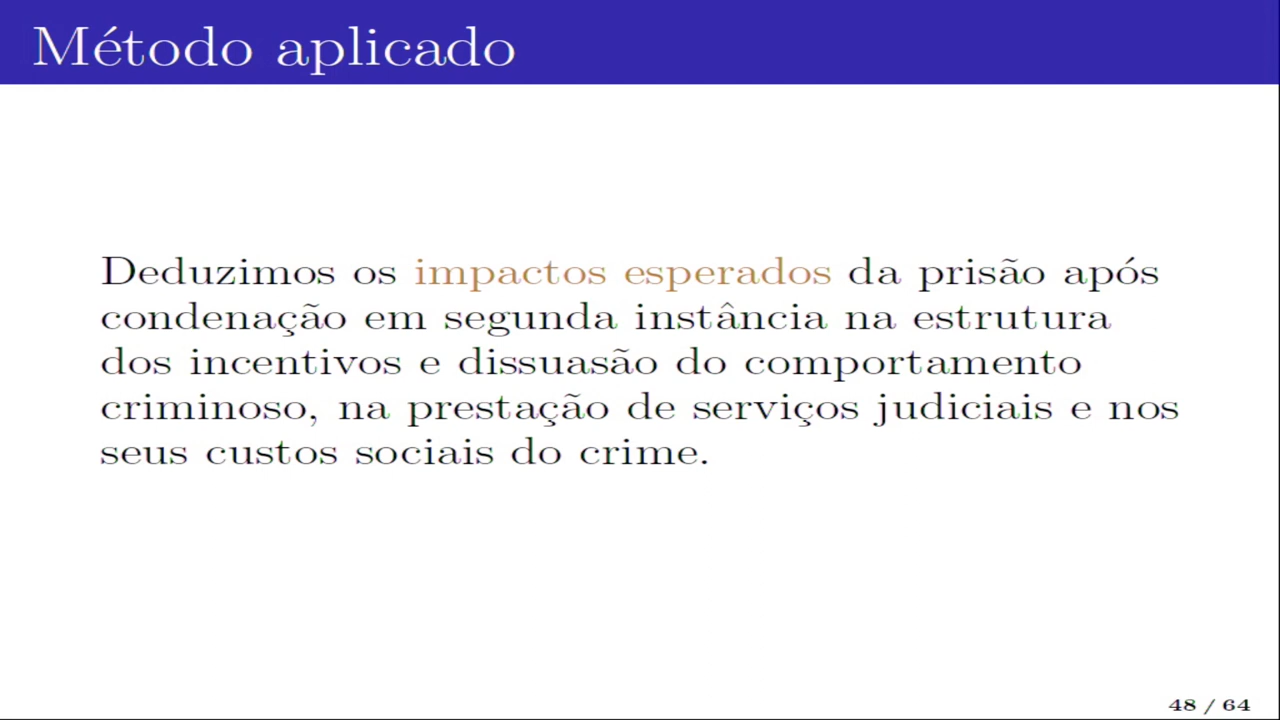 Método aplicado
Deduzimos os impactos esperados da prisão após
condenação em segunda instância na estrutura
dos incentivos e dissuasão do comportamento
criminoso, na prestação de serviços judiciais e nos
seus custos sociais do crime.
48 / 64